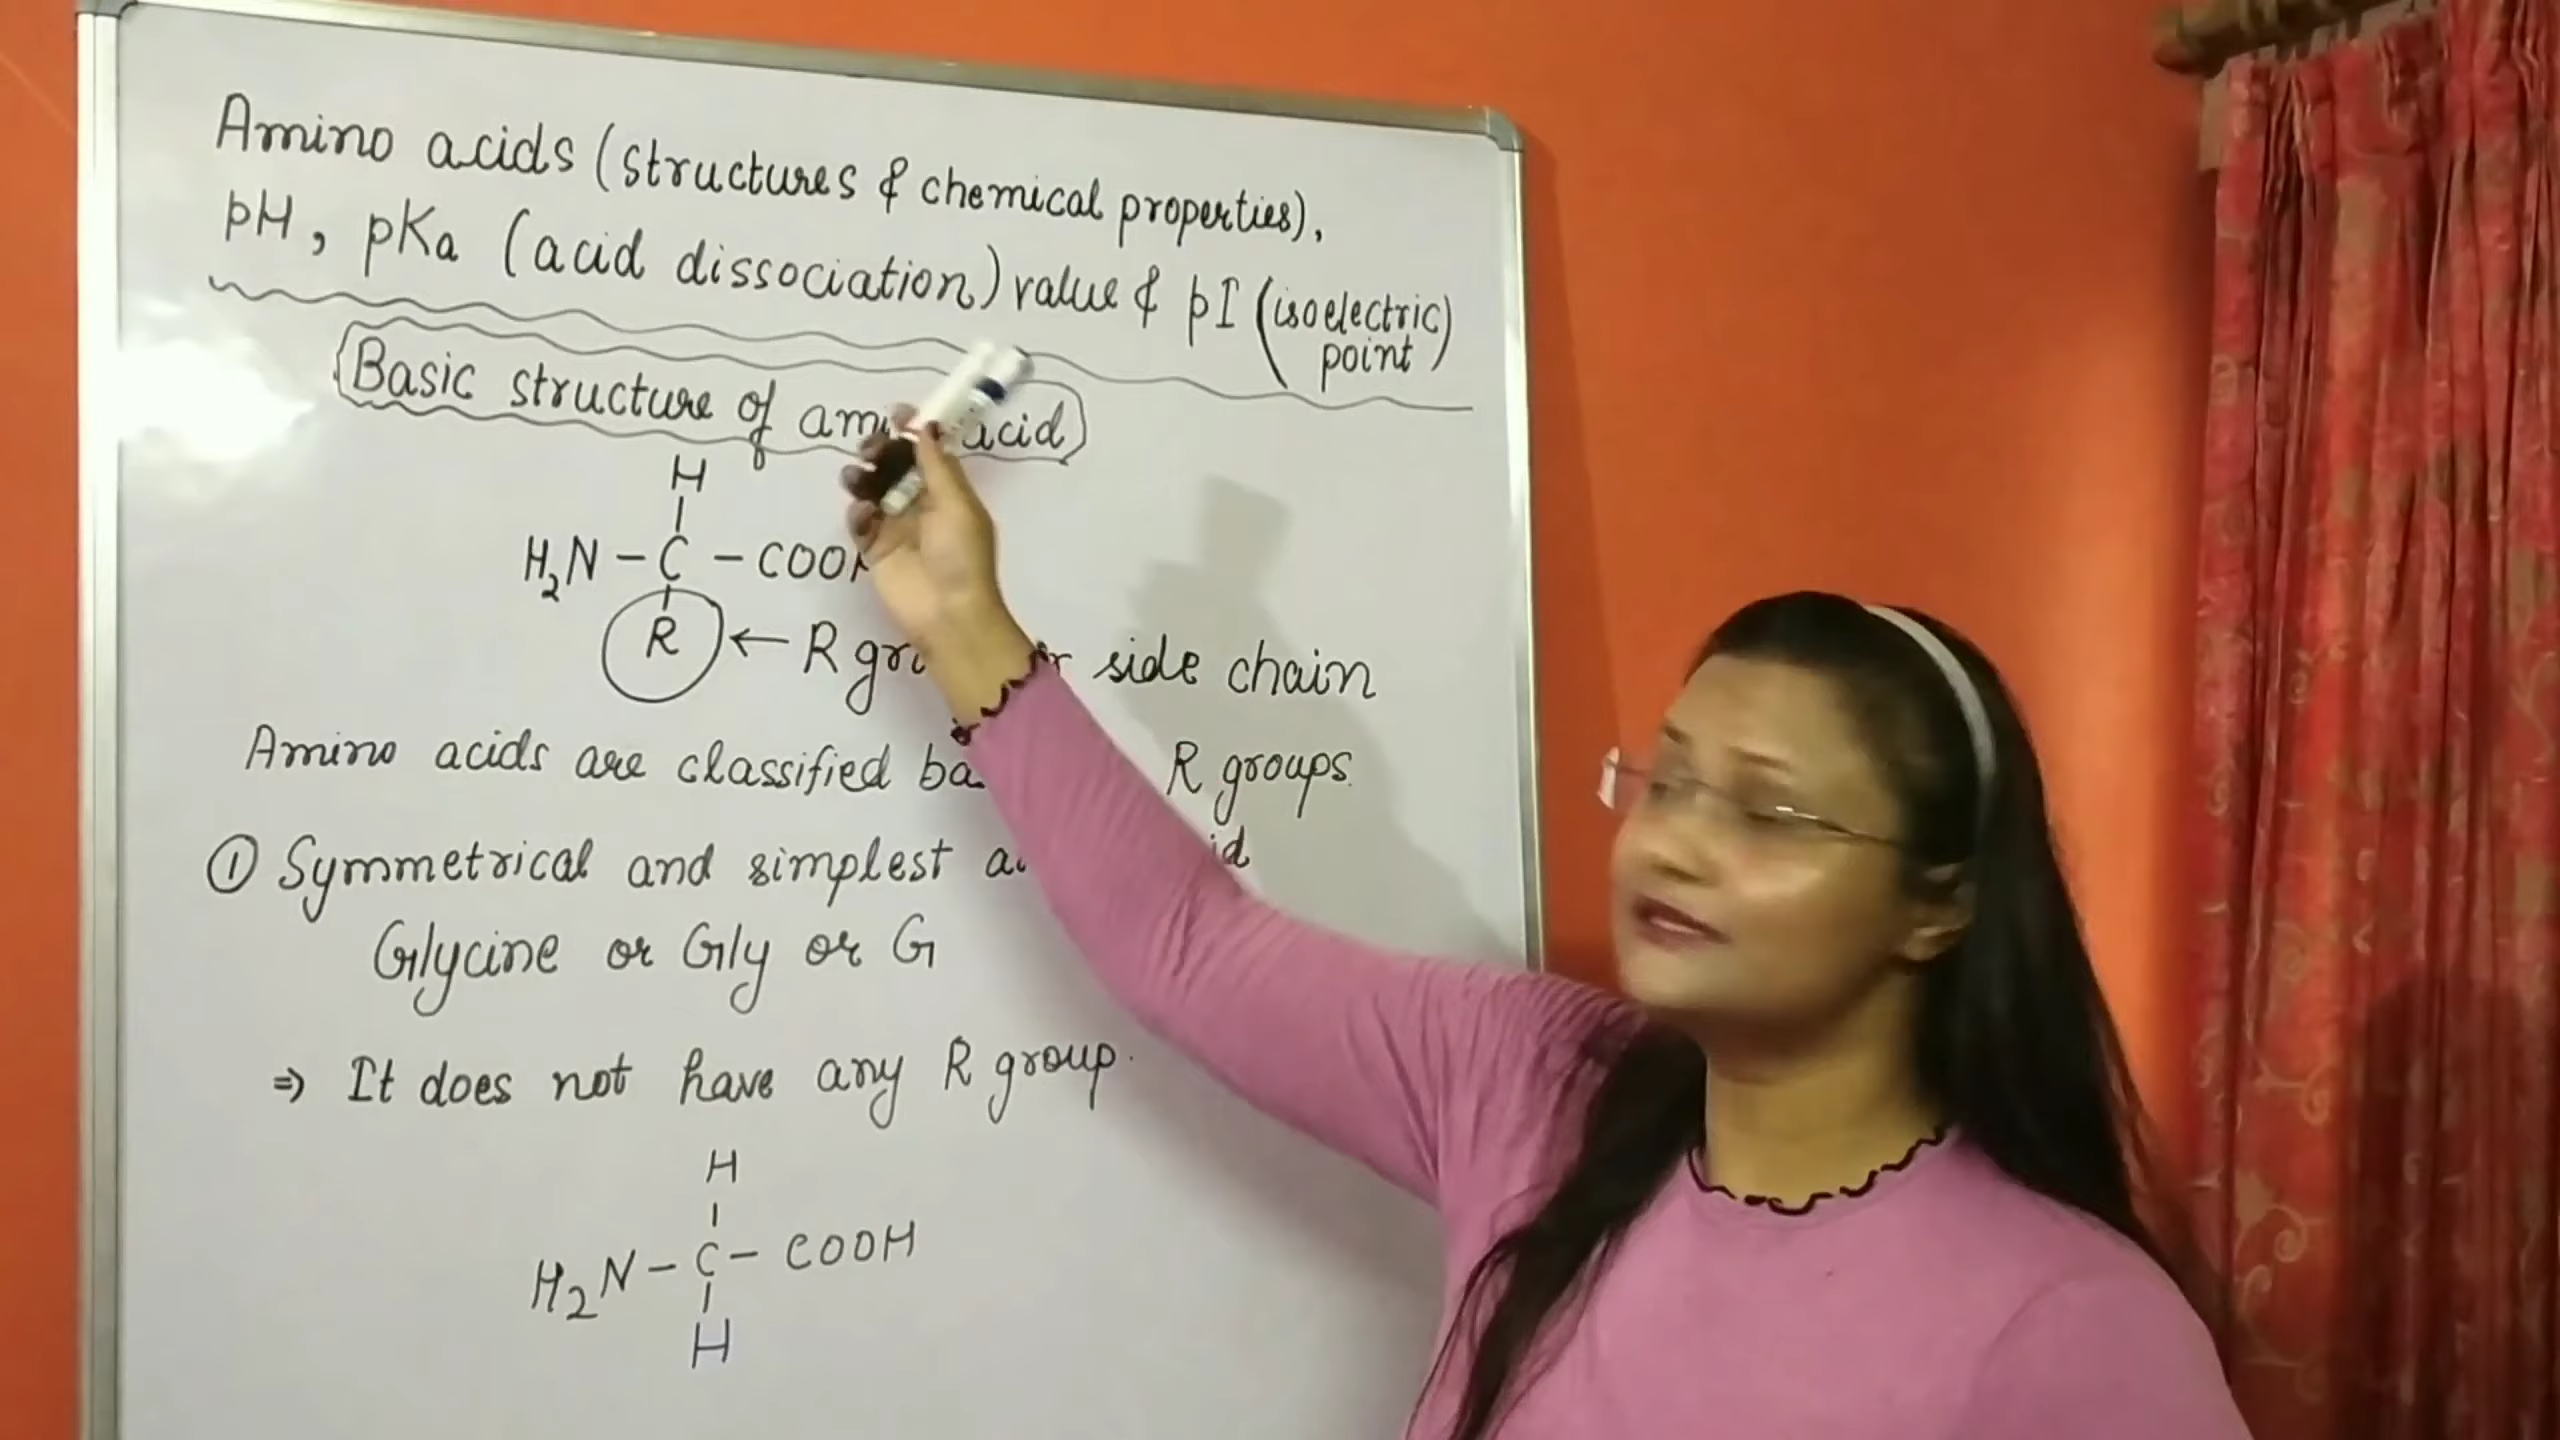 Amino acids (structures & chemical properties),
pH, pKa (acid dissociation) value & pI (isoelectric point)
Basic structure of acid
H
H2N - C - COO
R ← R side chain
Amino acids are classified R groups.
① Symmetrical and simplest
Glycine or Gly or G
⇒ It does not have any R group.
H
H2N - C - COOH
H